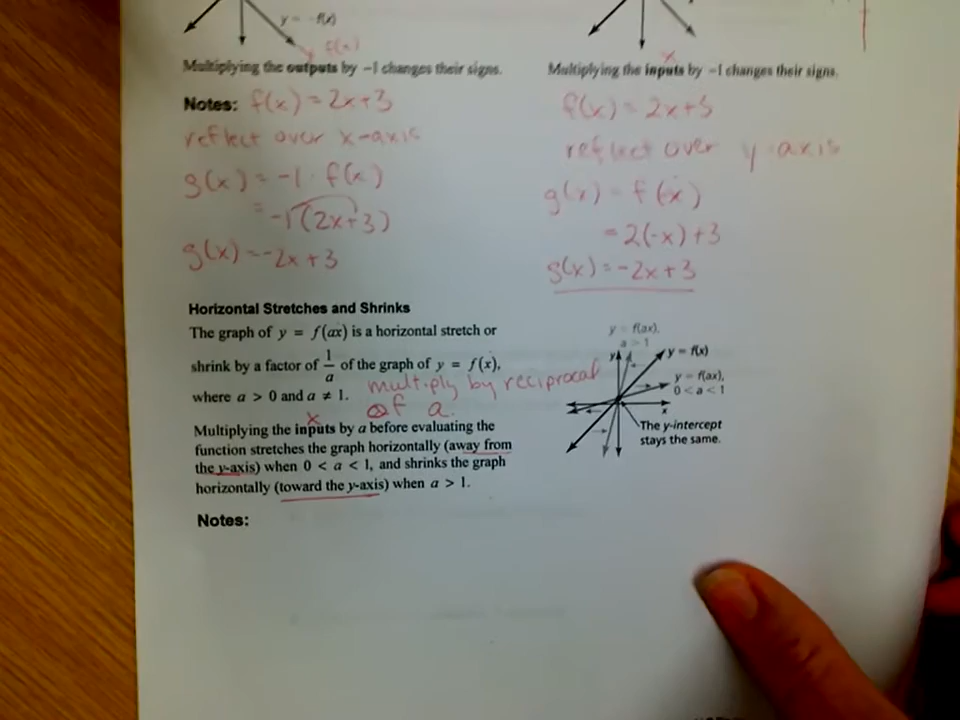 y = -f(x)
y f(x)
Multiplying the outputs by −1 changes their signs.
Notes: f(x) = 2x+3
reflect over x-axis
g(x) = -1 · f(x)
= -1(2x+3)
g(x) = -2x + 3
x
Multiplying the inputs by −1 changes their signs.
f(x) = 2x+3
reflect over y-axis
g(x) = f(-x)
= 2(-x) + 3
g(x) = -2x + 3
Horizontal Stretches and Shrinks
The graph of y = f(ax) is a horizontal stretch or
shrink by a factor of 1/a of the graph of y = f(x),
where a > 0 and a ≠ 1.
multiply by reciprocal
of a.
x
Multiplying the inputs by a before evaluating the
function stretches the graph horizontally (away from
the y-axis) when 0 < a < 1, and shrinks the graph
horizontally (toward the y-axis) when a > 1.
y = f(ax),
a > 1
y
y = f(x)
y = f(ax),
0 < a < 1
x
The y-intercept
stays the same.
Notes: